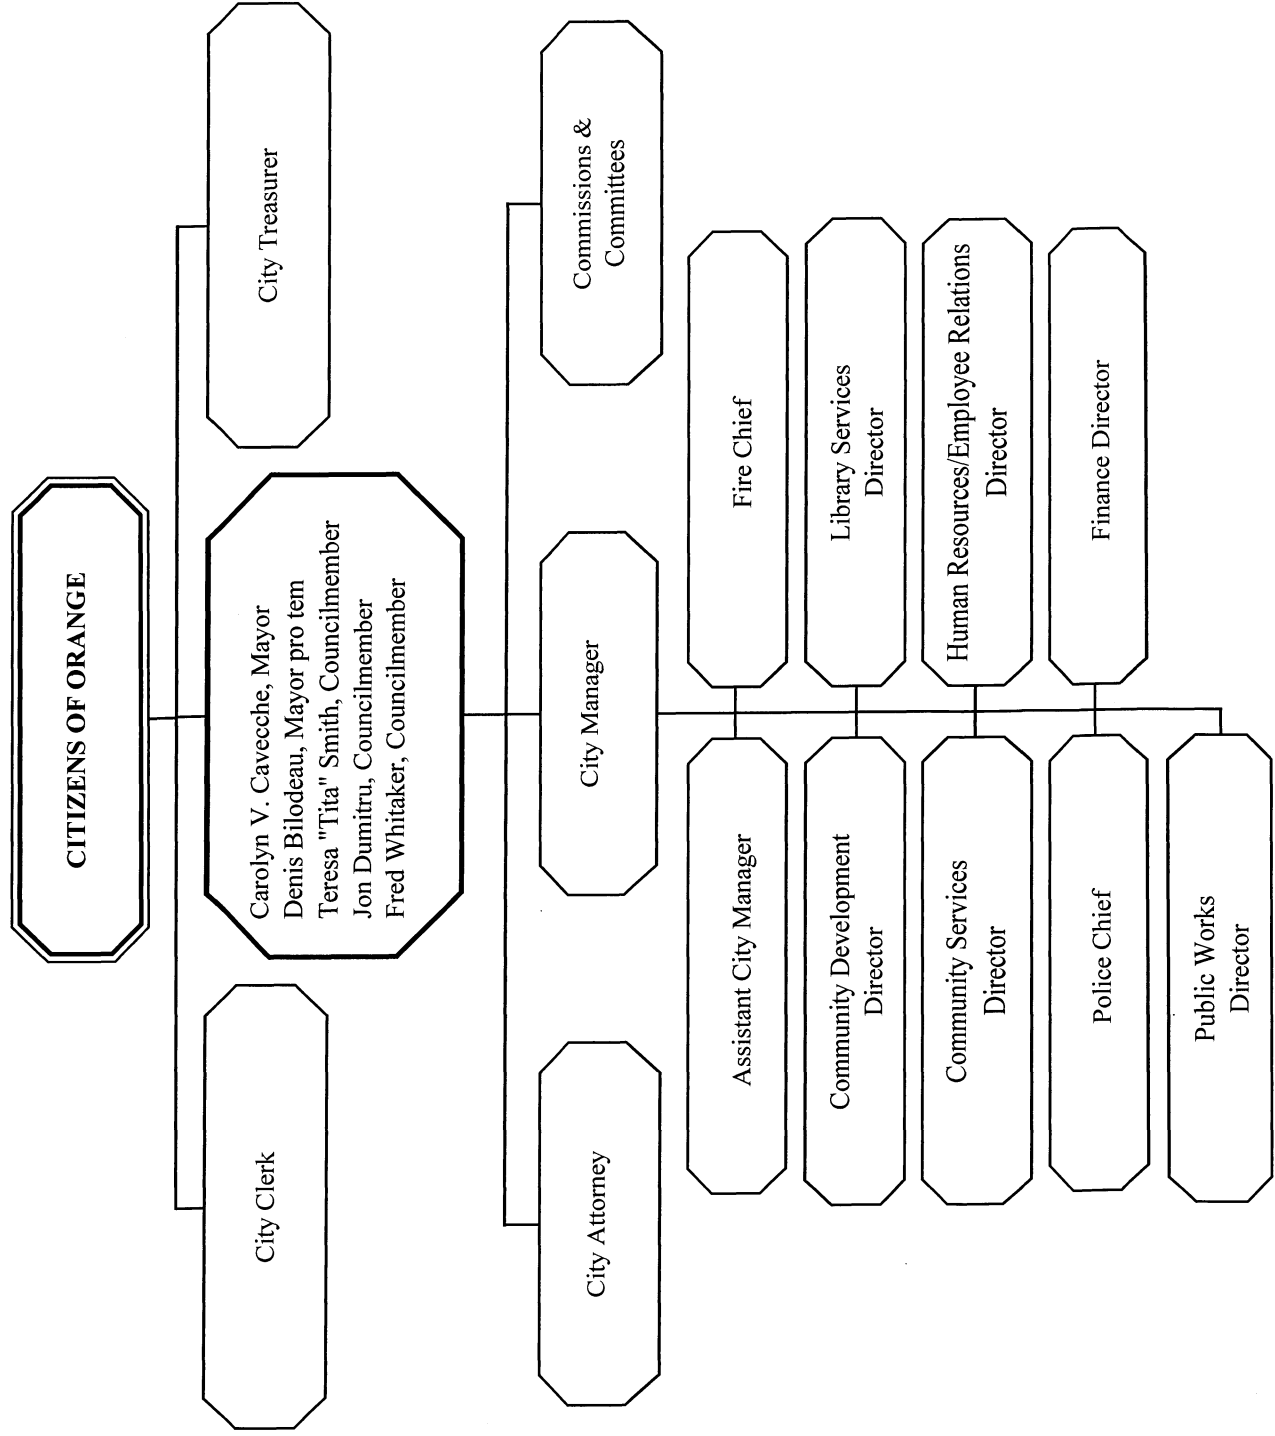 CITIZENS OF ORANGE
City Clerk
Carolyn V. Cavecche, Mayor
Denis Bilodeau, Mayor pro tem
Teresa "Tita" Smith, Councilmember
Jon Dumitru, Councilmember
Fred Whitaker, Councilmember
City Treasurer
City Attorney
City Manager
Commissions &
Committees
Assistant City Manager
Fire Chief
Community Development
Director
Library Services
Director
Community Services
Director
Human Resources/Employee Relations
Director
Police Chief
Finance Director
Public Works
Director